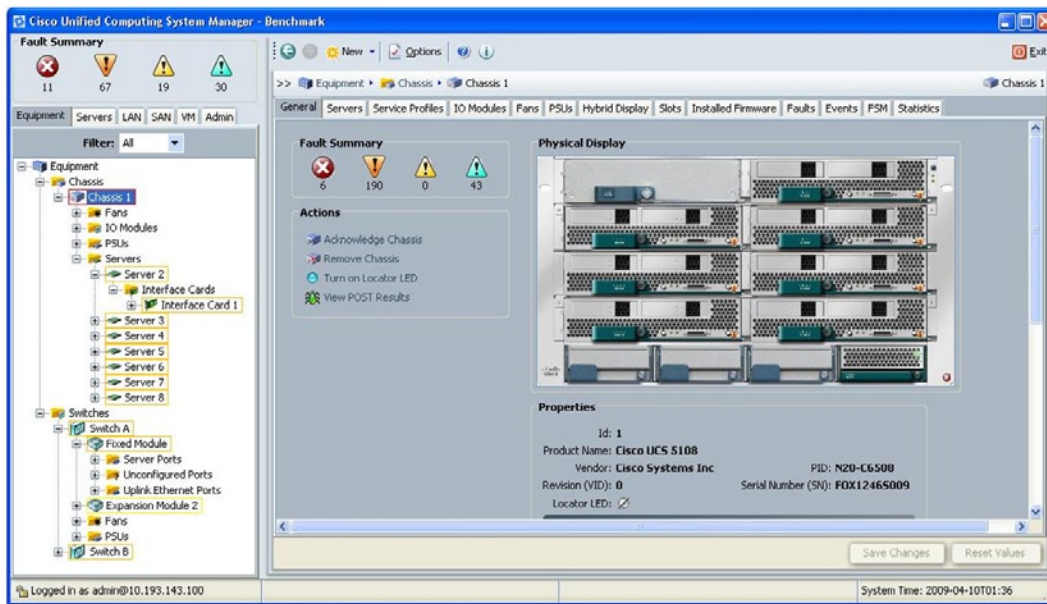 Cisco Unified Computing System Manager - Benchmark
Fault Summary
11 67 19 30
Equipment Servers LAN SAN VM Admin
Filter: All
Equipment
Chassis
Chassis 1
Fans
IO Modules
PSUs
Servers
Server 2
Interface Cards
Interface Card 1
Server 3
Server 4
Server 5
Server 6
Server 7
Server 8
Switches
Switch A
Fixed Module
Server Ports
Unconfigured Ports
Uplink Ethernet Ports
Expansion Module 2
Fans
PSUs
Switch B
New Options Exit
>> Equipment Chassis Chassis 1 Chassis 1
General Servers Service Profiles IO Modules Fans PSUs Hybrid Display Slots Installed Firmware Faults Events FSM Statistics
Fault Summary
6 190 0 43
Actions
Acknowledge Chassis
Remove Chassis
Turn on Locator LED
View POST Results
Physical Display
Properties
Id: 1
Product Name: Cisco UCS 5108
Vendor: Cisco Systems Inc PID: N20-C6508
Revision (VID): 0 Serial Number (SN): FOX1246S009
Locator LED:
Save Changes Reset Values
Logged in as admin@10.193.143.100 System Time: 2009-04-10T01:36